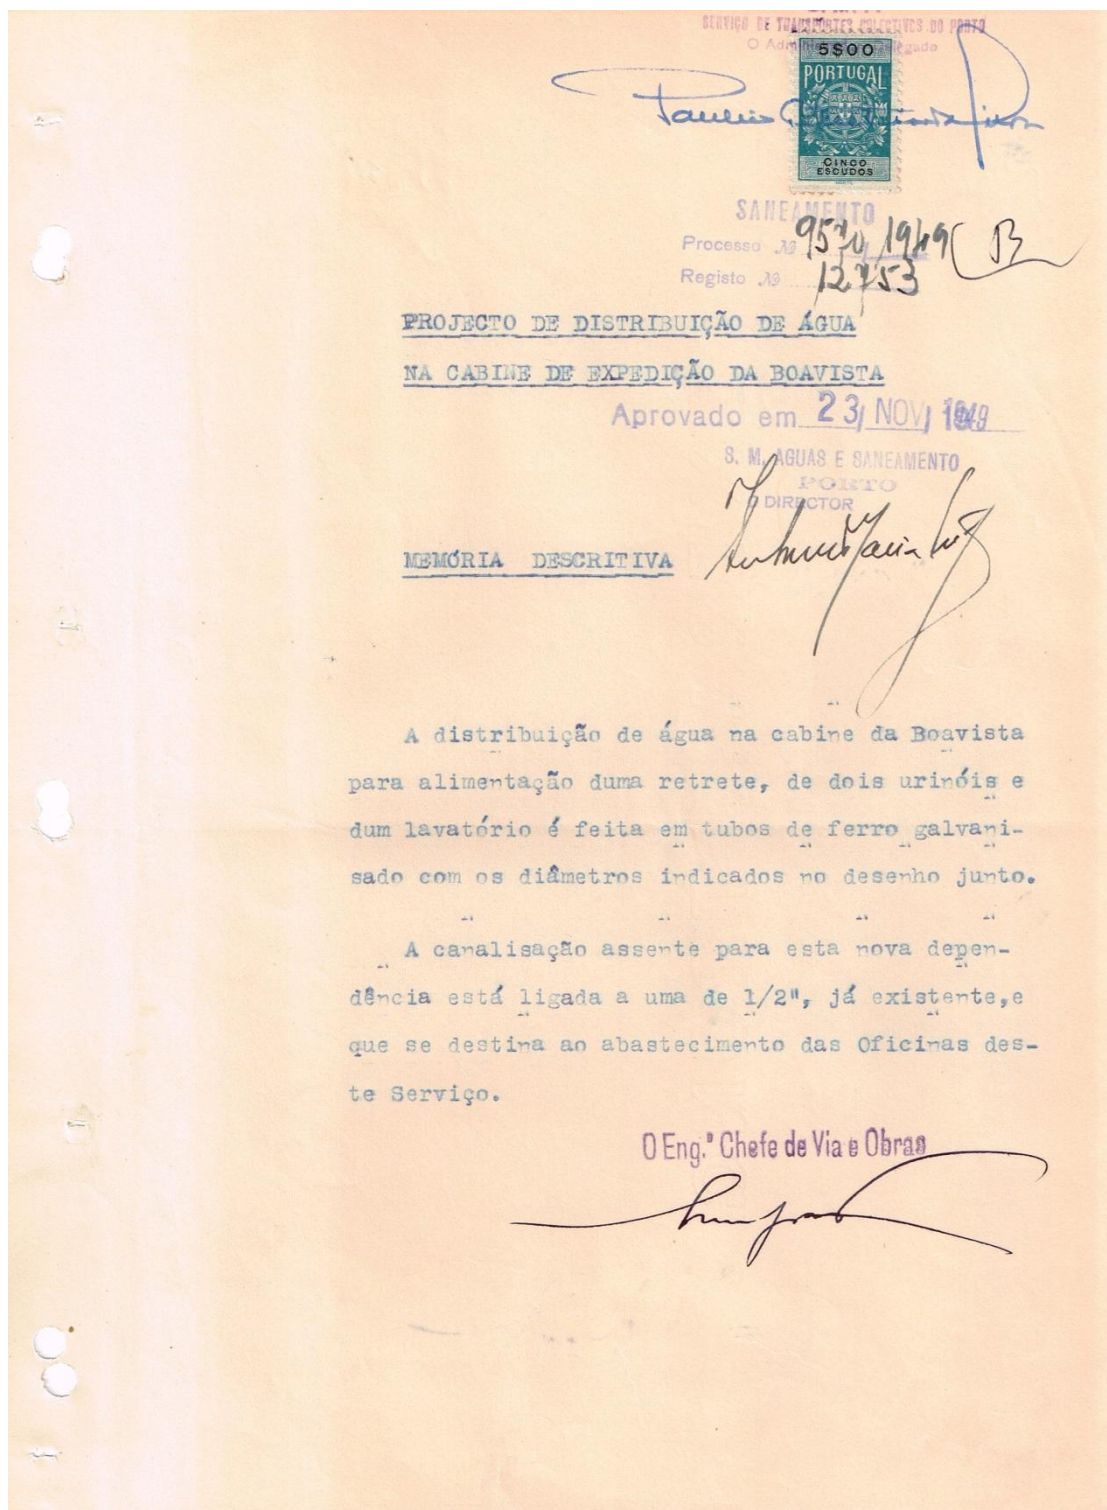 SERVIÇO DE TRANSPORTES COLECTIVOS DO PORTO
O
5$00
PORTUGAL
CINCO
ESCUDOS
SANEAMENTO
Processo Nº 1949 B
Registo Nº 12753
PROJECTO DE DISTRIBUIÇÃO DE ÁGUA
NA CABINE DE EXPEDIÇÃO DA BOAVISTA
Aprovado em 23/ NOV/ 1949
S. M. AGUAS E SANEAMENTO
PORTO
O DIRECTOR
MEMÓRIA DESCRITIVA
A distribuição de água na cabine da Boavista
para alimentação duma retrete, de dois urinóis e
dum lavatório é feita em tubos de ferro galvani-
sado com os diâmetros indicados no desenho junto.
A canalisação assente para esta nova depen-
dência está ligada a uma de 1/2", já existente,e
que se destina ao abastecimento das Oficinas des-
te Serviço.
O Eng.º Chefe de Via e Obras